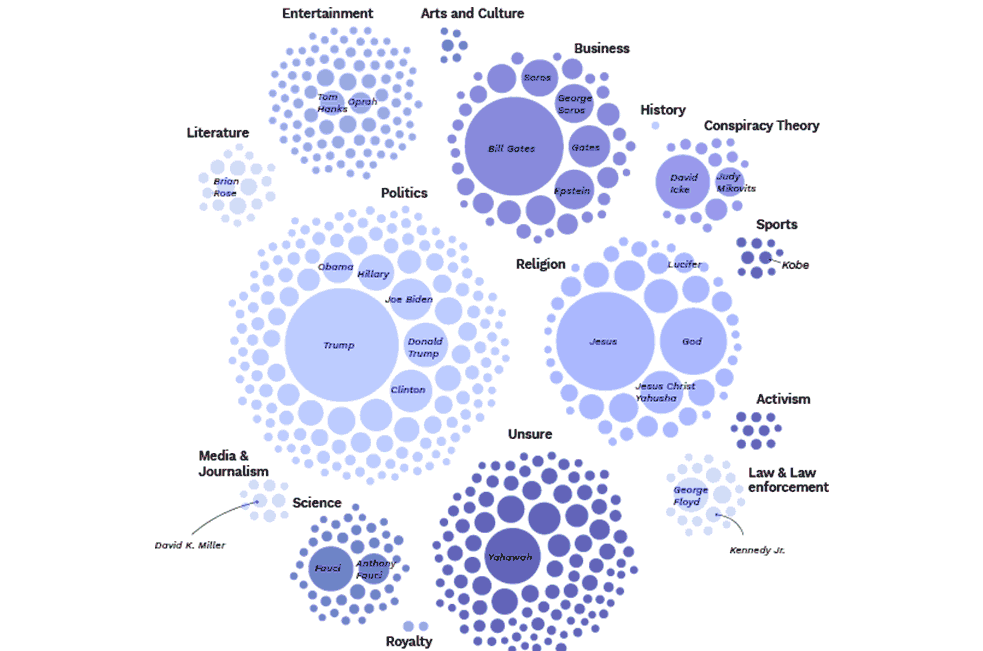 Entertainment
Arts and Culture
Business
Soros
Tom
Hanks
Oprah
George
Soros
History
Conspiracy Theory
Literature
Bill Gates
Gates
David
Icke
Judy
Mikovits
Brian
Rose
Epstein
Politics
Sports
Kobe
Obama
Hillary
Religion
Lucifer
Joe Biden
Trump
Donald
Trump
Jesus
God
Clinton
Jesus Christ
Yahusha
Activism
Unsure
Media &
Journalism
Law & Law
enforcement
George
Floyd
Science
David K. Miller
Kennedy Jr.
Yahawah
Fauci
Anthony
Fauci
Royalty